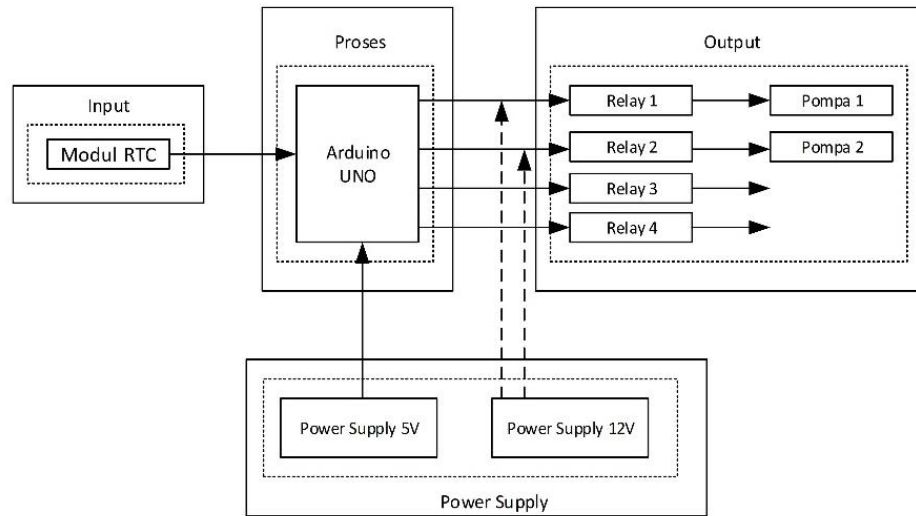 Input
Modul RTC
Proses
Arduino
UNO
Output
Relay 1
Pompa 1
Relay 2
Pompa 2
Relay 3
Relay 4
Power Supply 5V
Power Supply 12V
Power Supply